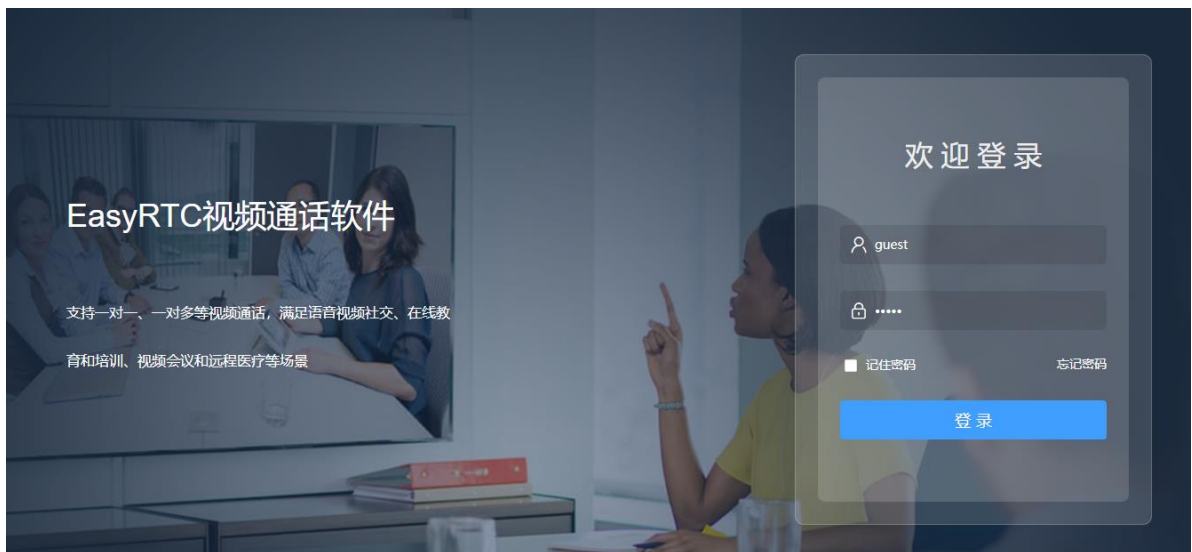 欢迎登录
EasyRTC视频通话软件
guest
支持一对一、一对多等视频通话，满足语音视频社交、在线教
育和培训、视频会议和远程医疗等场景
•••••
记住密码
忘记密码
登录